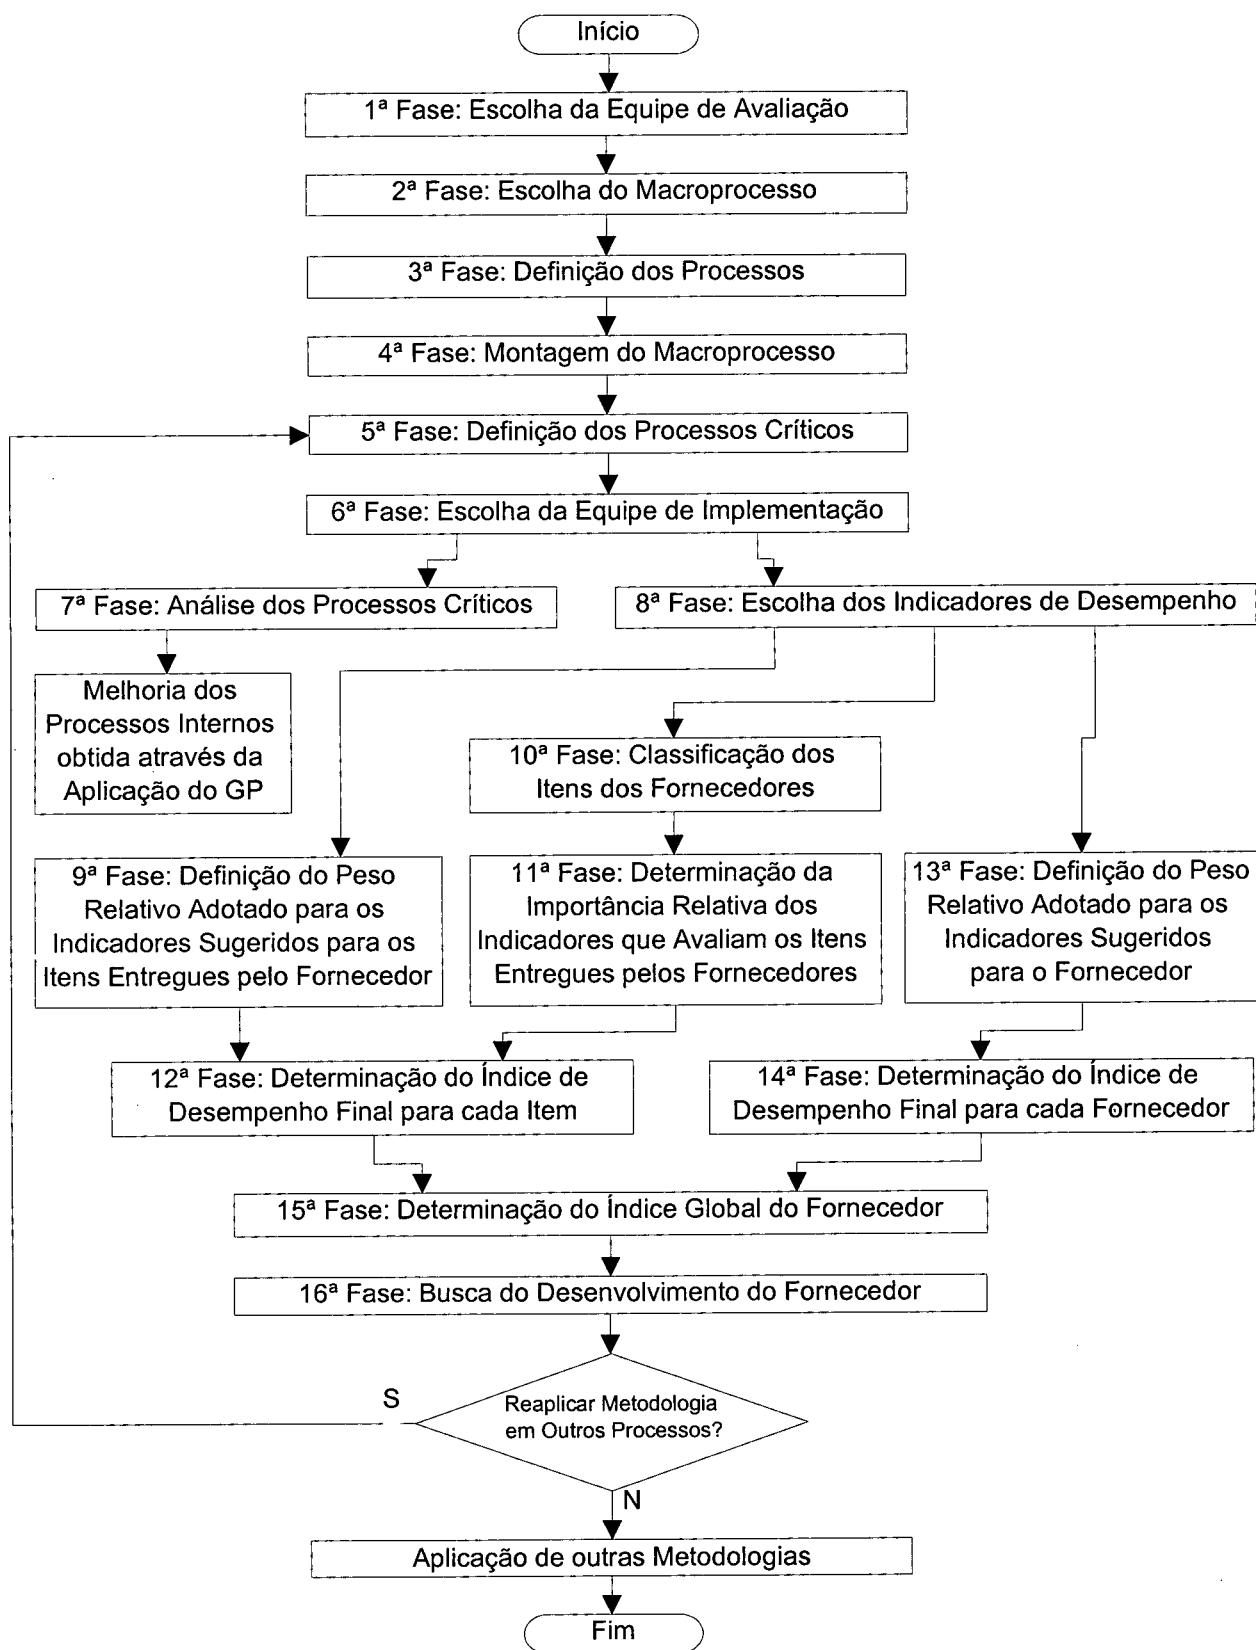 Início
1ª Fase: Escolha da Equipe de Avaliação
2ª Fase: Escolha do Macroprocesso
3ª Fase: Definição dos Processos
4ª Fase: Montagem do Macroprocesso
5ª Fase: Definição dos Processos Críticos
6ª Fase: Escolha da Equipe de Implementação
7ª Fase: Análise dos Processos Críticos
8ª Fase: Escolha dos Indicadores de Desempenho
Melhoria dos
Processos Internos
obtida através da
Aplicação do GP
10ª Fase: Classificação dos
Itens dos Fornecedores
9ª Fase: Definição do Peso
Relativo Adotado para os
Indicadores Sugeridos para os
Itens Entregues pelo Fornecedor
11ª Fase: Determinação da
Importância Relativa dos
Indicadores que Avaliam os Itens
Entregues pelos Fornecedores
13ª Fase: Definição do Peso
Relativo Adotado para os
Indicadores Sugeridos
para o Fornecedor
12ª Fase: Determinação do Índice de
Desempenho Final para cada Item
14ª Fase: Determinação do Índice de
Desempenho Final para cada Fornecedor
15ª Fase: Determinação do Índice Global do Fornecedor
16ª Fase: Busca do Desenvolvimento do Fornecedor
S
Reaplicar Metodologia
em Outros Processos?
N
Aplicação de outras Metodologias
Fim